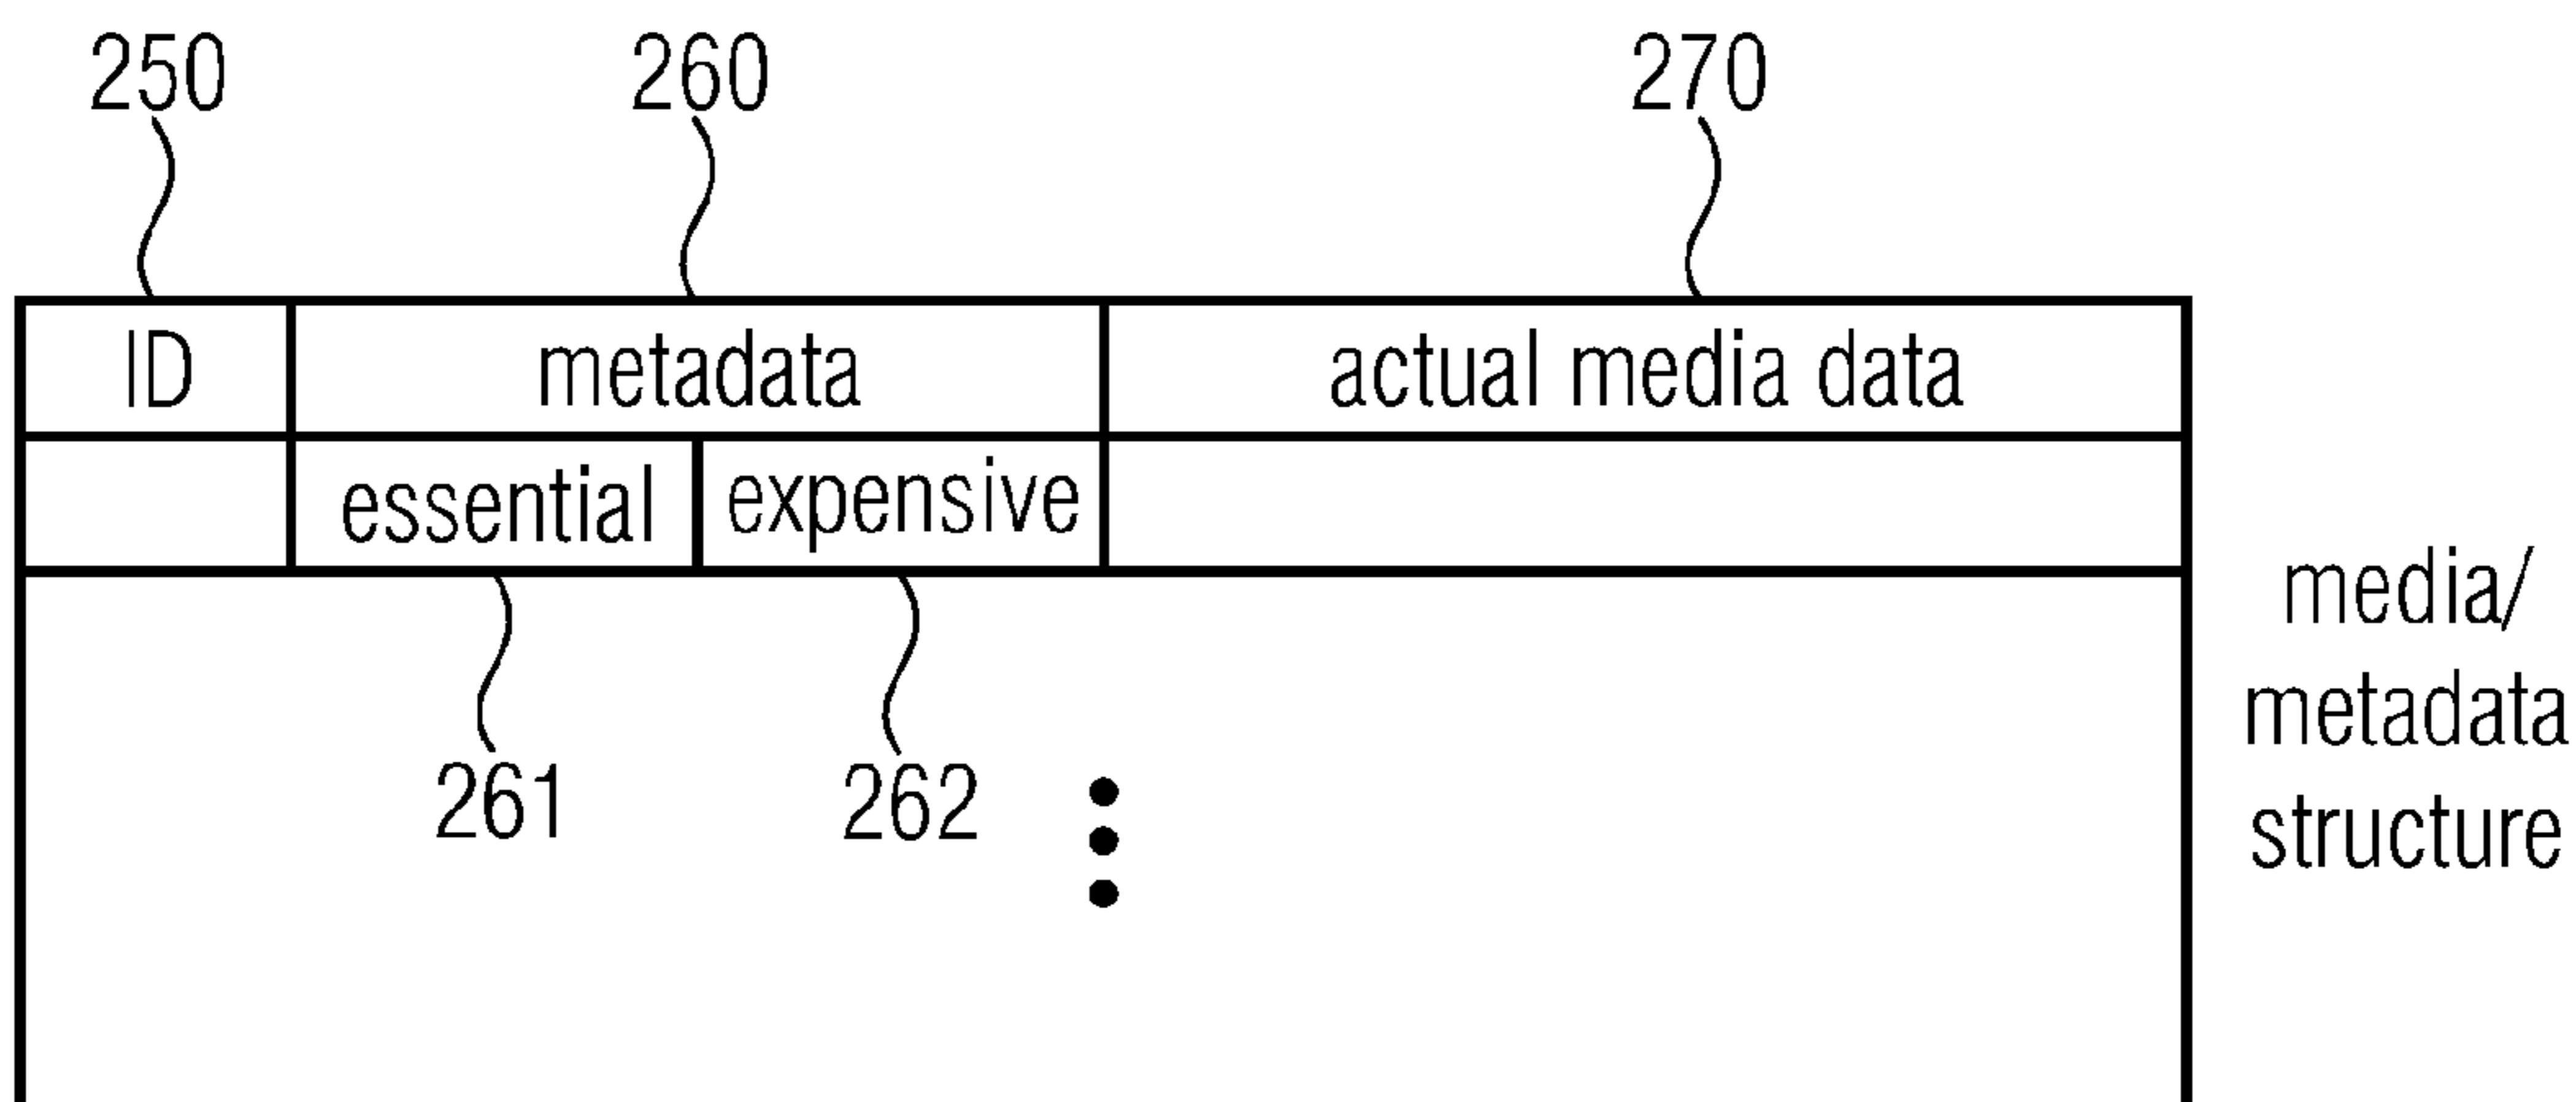 250 260 270
ID metadata actual media data
essential expensive
261 262
media/
metadata
structure